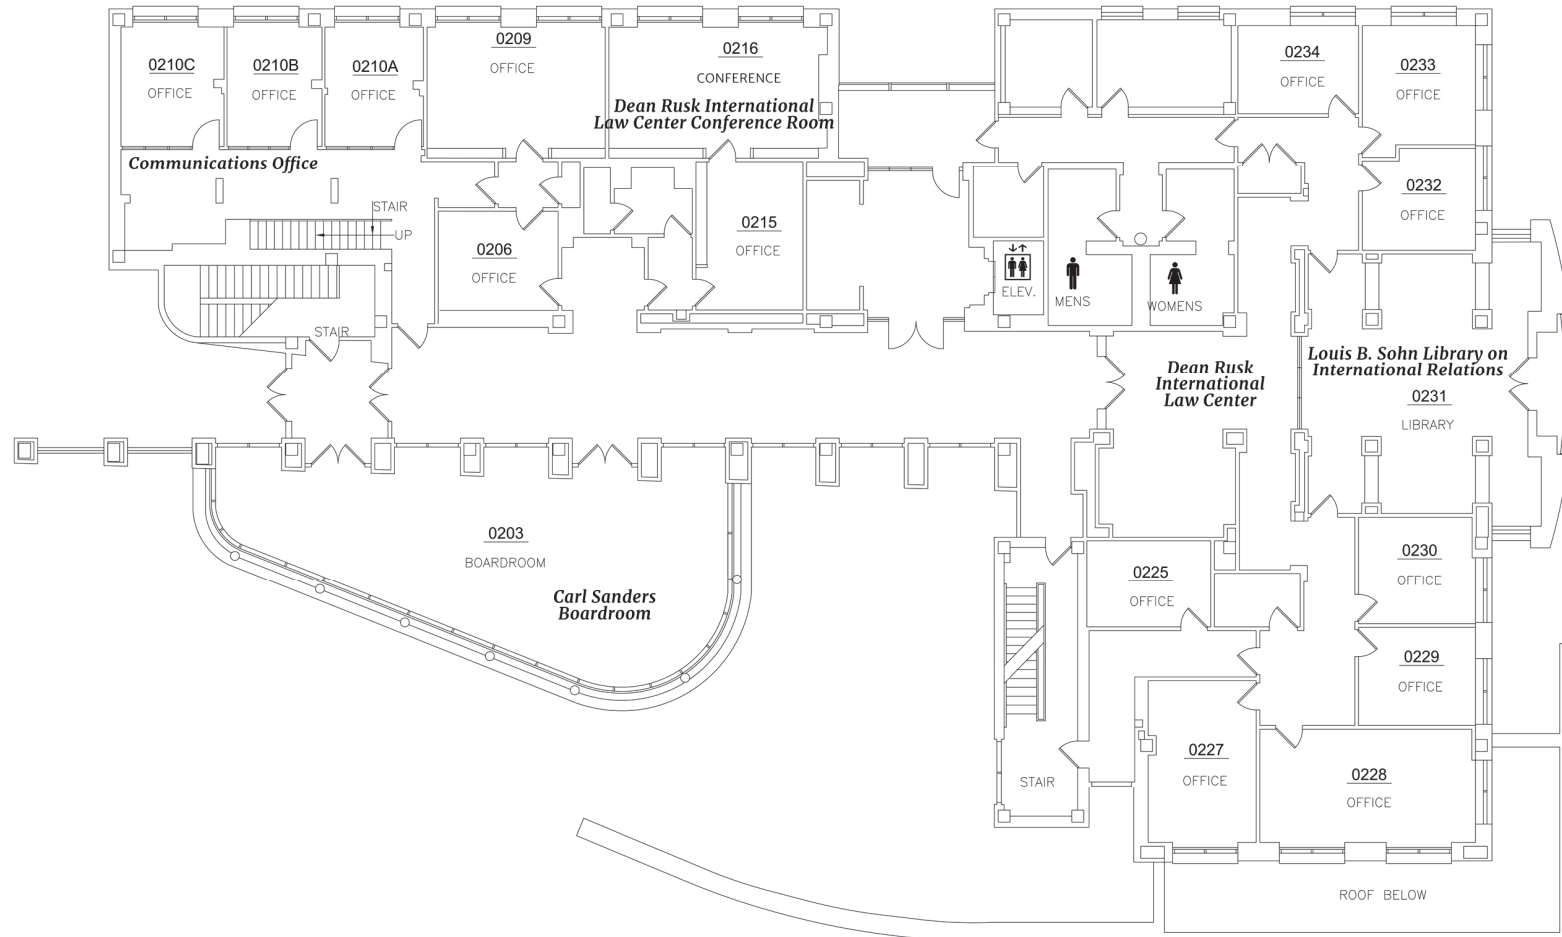 0210C
OFFICE
0210B
OFFICE
0210A
OFFICE
0209
OFFICE
0216
CONFERENCE
Dean Rusk International
Law Center Conference Room
0234
OFFICE
0233
OFFICE
Communications Office
STAIR
UP
0206
OFFICE
0215
OFFICE
0232
OFFICE
ELEV.
MENS
WOMENS
STAIR
Dean Rusk
International
Law Center
Louis B. Sohn Library on
International Relations
0231
LIBRARY
0203
BOARDROOM
Carl Sanders
Boardroom
0225
OFFICE
0230
OFFICE
0229
OFFICE
STAIR
0227
OFFICE
0228
OFFICE
ROOF BELOW